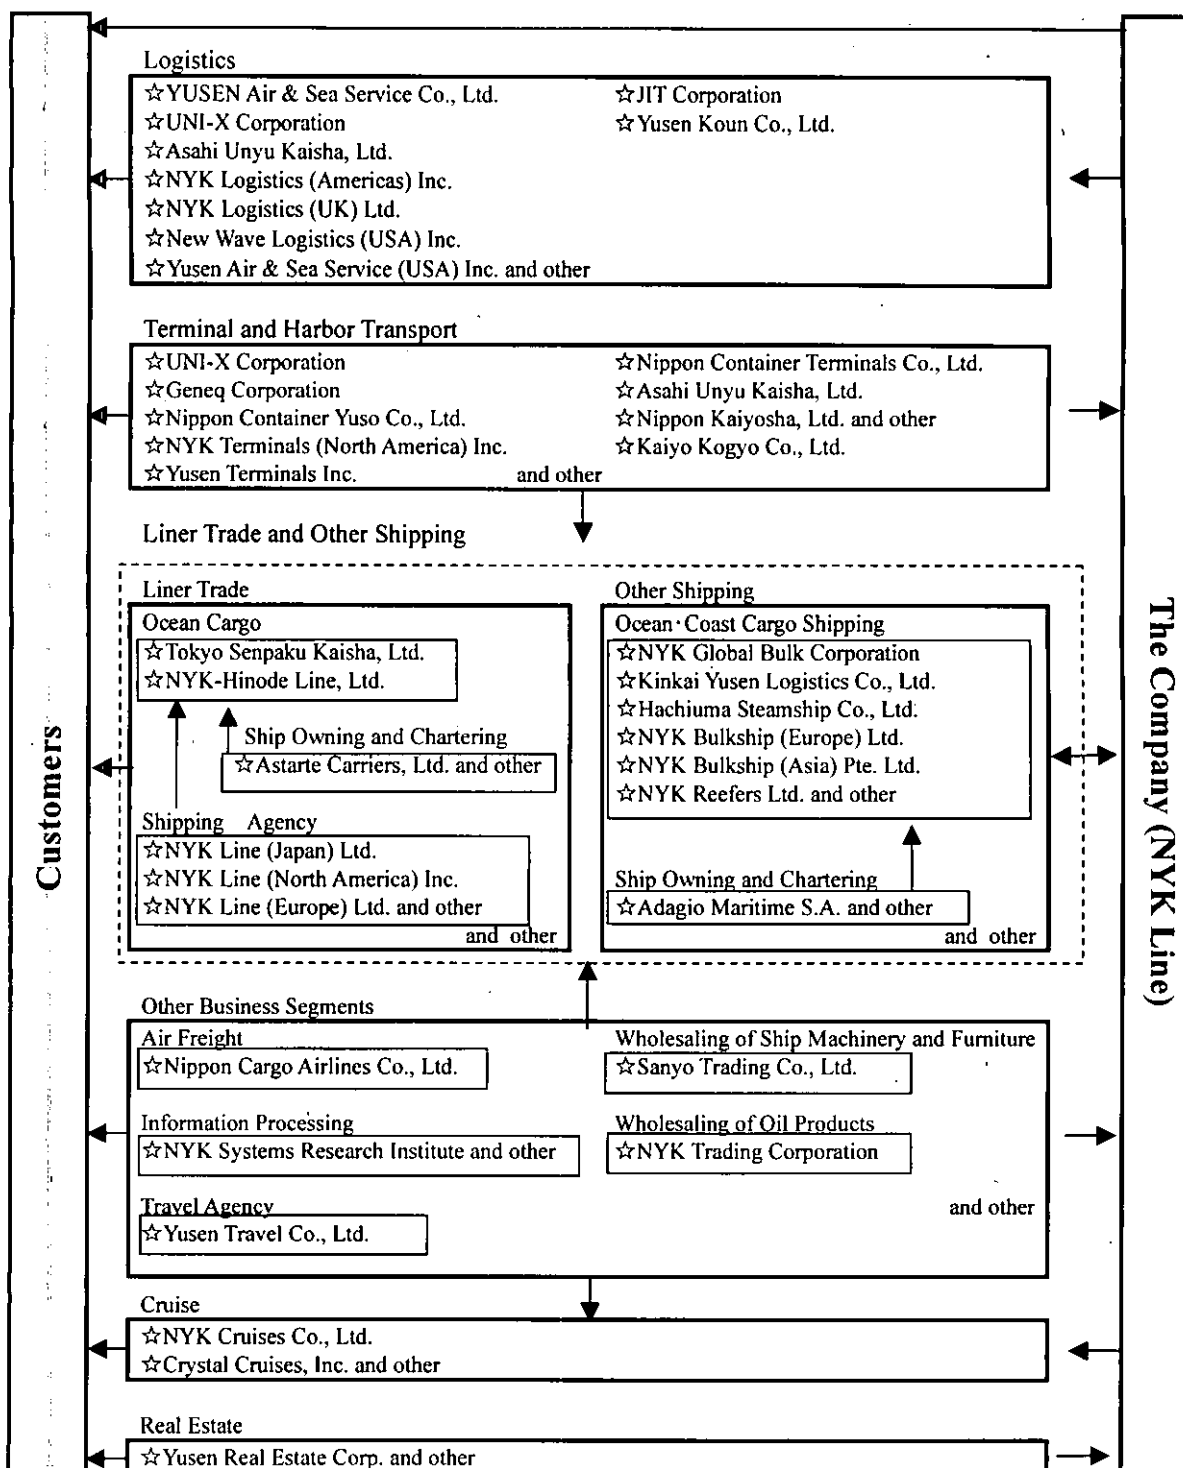 Customers
The Company (NYK Line)
Logistics
☆YUSEN Air & Sea Service Co., Ltd.
☆UNI-X Corporation
☆Asahi Unyu Kaisha, Ltd.
☆NYK Logistics (Americas) Inc.
☆NYK Logistics (UK) Ltd.
☆New Wave Logistics (USA) Inc.
☆Yusen Air & Sea Service (USA) Inc. and other
☆JIT Corporation
☆Yusen Koun Co., Ltd.
Terminal and Harbor Transport
☆UNI-X Corporation
☆Geneq Corporation
☆Nippon Container Yuso Co., Ltd.
☆NYK Terminals (North America) Inc.
☆Yusen Terminals Inc. and other
☆Nippon Container Terminals Co., Ltd.
☆Asahi Unyu Kaisha, Ltd.
☆Nippon Kaiyosha, Ltd. and other
☆Kaiyo Kogyo Co., Ltd.
Liner Trade and Other Shipping
Liner Trade
Ocean Cargo
☆Tokyo Senpaku Kaisha, Ltd.
☆NYK-Hinode Line, Ltd.
Ship Owning and Chartering
☆Astarte Carriers, Ltd. and other
Shipping Agency
☆NYK Line (Japan) Ltd.
☆NYK Line (North America) Inc.
☆NYK Line (Europe) Ltd. and other
and other
Other Shipping
Ocean·Coast Cargo Shipping
☆NYK Global Bulk Corporation
☆Kinkai Yusen Logistics Co., Ltd.
☆Hachiuma Steamship Co., Ltd.
☆NYK Bulkship (Europe) Ltd.
☆NYK Bulkship (Asia) Pte. Ltd.
☆NYK Reefers Ltd. and other
Ship Owning and Chartering
☆Adagio Maritime S.A. and other
and other
Other Business Segments
Air Freight
☆Nippon Cargo Airlines Co., Ltd.
Information Processing
☆NYK Systems Research Institute and other
Travel Agency
☆Yusen Travel Co., Ltd.
Wholesaling of Ship Machinery and Furniture
☆Sanyo Trading Co., Ltd.
Wholesaling of Oil Products
☆NYK Trading Corporation
and other
Cruise
☆NYK Cruises Co., Ltd.
☆Crystal Cruises, Inc. and other
Real Estate
☆Yusen Real Estate Corp. and other